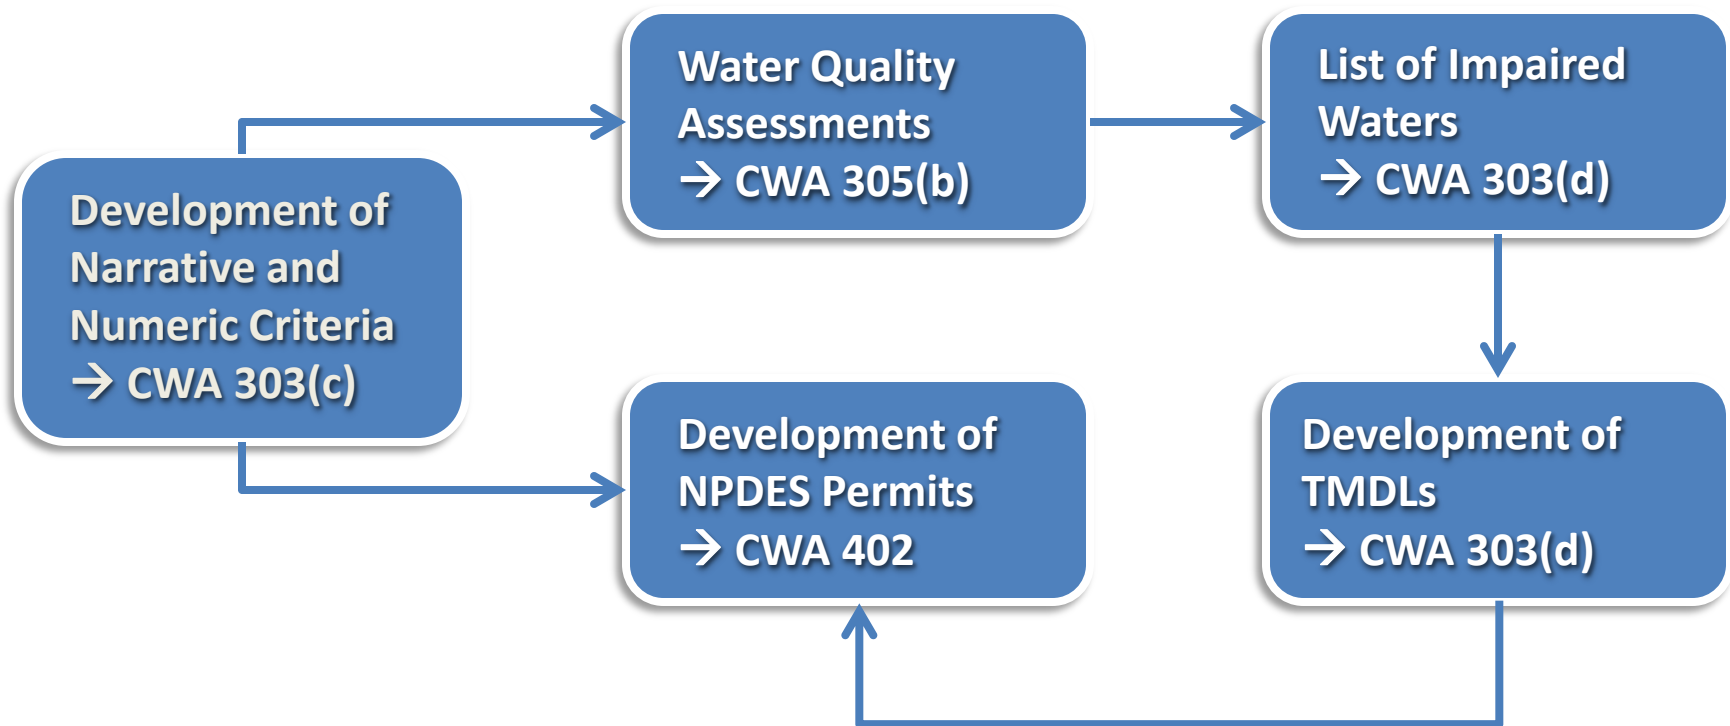 Development of
Narrative and
Numeric Criteria
→ CWA 303(c)
Water Quality
Assessments
→ CWA 305(b)
List of Impaired
Waters
→ CWA 303(d)
Development of
NPDES Permits
→ CWA 402
Development of
TMDLs
→ CWA 303(d)